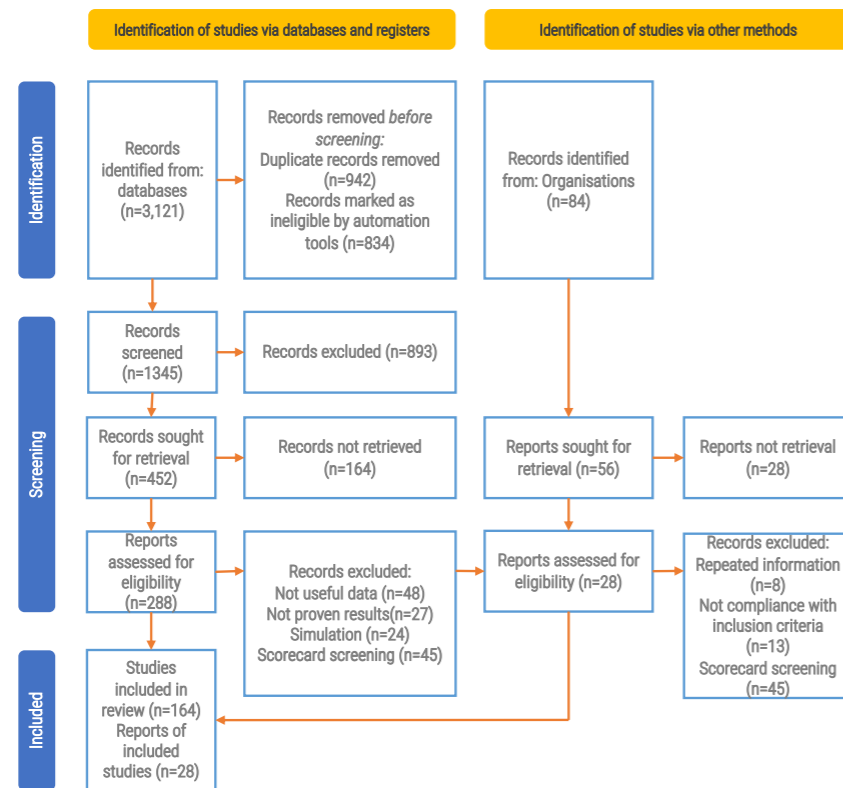 Identification of studies via databases and registers
Identification of studies via other methods
Identification
Records
identified from:
databases
(n=3,121)
Records removed before
screening:
Duplicate records removed
(n=942)
Records marked as
ineligible by automation
tools (n=834)
Records identified
from: Organisations
(n=84)
Screening
Records
screened
(n=1345)
Records excluded (n=893)
Records sought
for retrieval
(n=452)
Records not retrieved
(n=164)
Reports sought for
retrieval (n=56)
Reports not retrieval
(n=28)
Reports
assessed for
eligibility
(n=288)
Records excluded:
Not useful data (n=48)
Not proven results(n=27)
Simulation (n=24)
Scorecard screening (n=45)
Reports assessed for
eligibility (n=28)
Records excluded:
Repeated information
(n=8)
Not compliance with
inclusion criteria
(n=13)
Scorecard screening
(n=45)
Included
Studies
included in
review (n=164)
Reports of
included
studies (n=28)